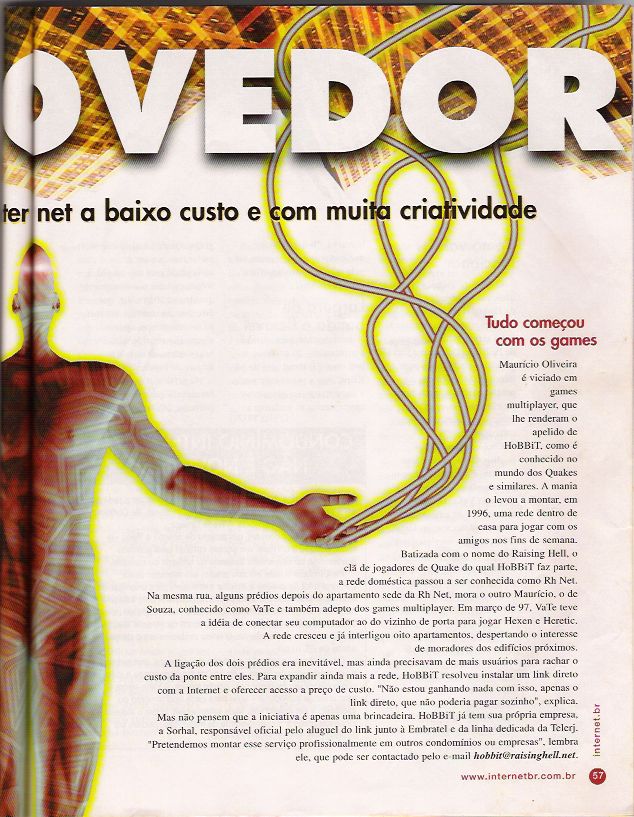 OVEDOR
ter net a baixo custo e com muita criatividade
Tudo começou
com os games
Maurício Oliveira
é viciado em
games
multiplayer, que
lhe renderam o
apelido de
HoBBiT, como é
conhecido no
mundo dos Quakes
e similares. A mania
o levou a montar, em
1996, uma rede dentro de
casa para jogar com os
amigos nos fins de semana.
Batizada com o nome do Raising Hell, o
clã de jogadores de Quake do qual HoBBiT faz parte,
a rede doméstica passou a ser conhecida como Rh Net.
Na mesma rua, alguns prédios depois do apartamento sede da Rh Net, mora o outro Maurício, o de
Souza, conhecido como VaTe e também adepto dos games multiplayer. Em março de 97, VaTe teve
a idéia de conectar seu computador ao do vizinho de porta para jogar Hexen e Heretic.
A rede cresceu e já interligou oito apartamentos, despertando o interesse
de moradores dos edifícios próximos.
A ligação dos dois prédios era inevitável, mas ainda precisavam de mais usuários para rachar o
custo da ponte entre eles. Para expandir ainda mais a rede, HoBBiT resolveu instalar um link direto
com a Internet e oferecer acesso a preço de custo. "Não estou ganhando nada com isso, apenas o
link direto, que não poderia pagar sozinho", explica.
Mas não pensem que a iniciativa é apenas uma brincadeira. HoBBiT já tem sua própria empresa,
a Sorhal, responsável oficial pelo aluguel do link junto à Embratel e da linha dedicada da Telerj.
"Pretendemos montar esse serviço profissionalmente em outros condomínios ou empresas", lembra
ele, que pode ser contactado pelo e-mail hobbit@raisinghell.net.
internet.br
www.internetbr.com.br 57